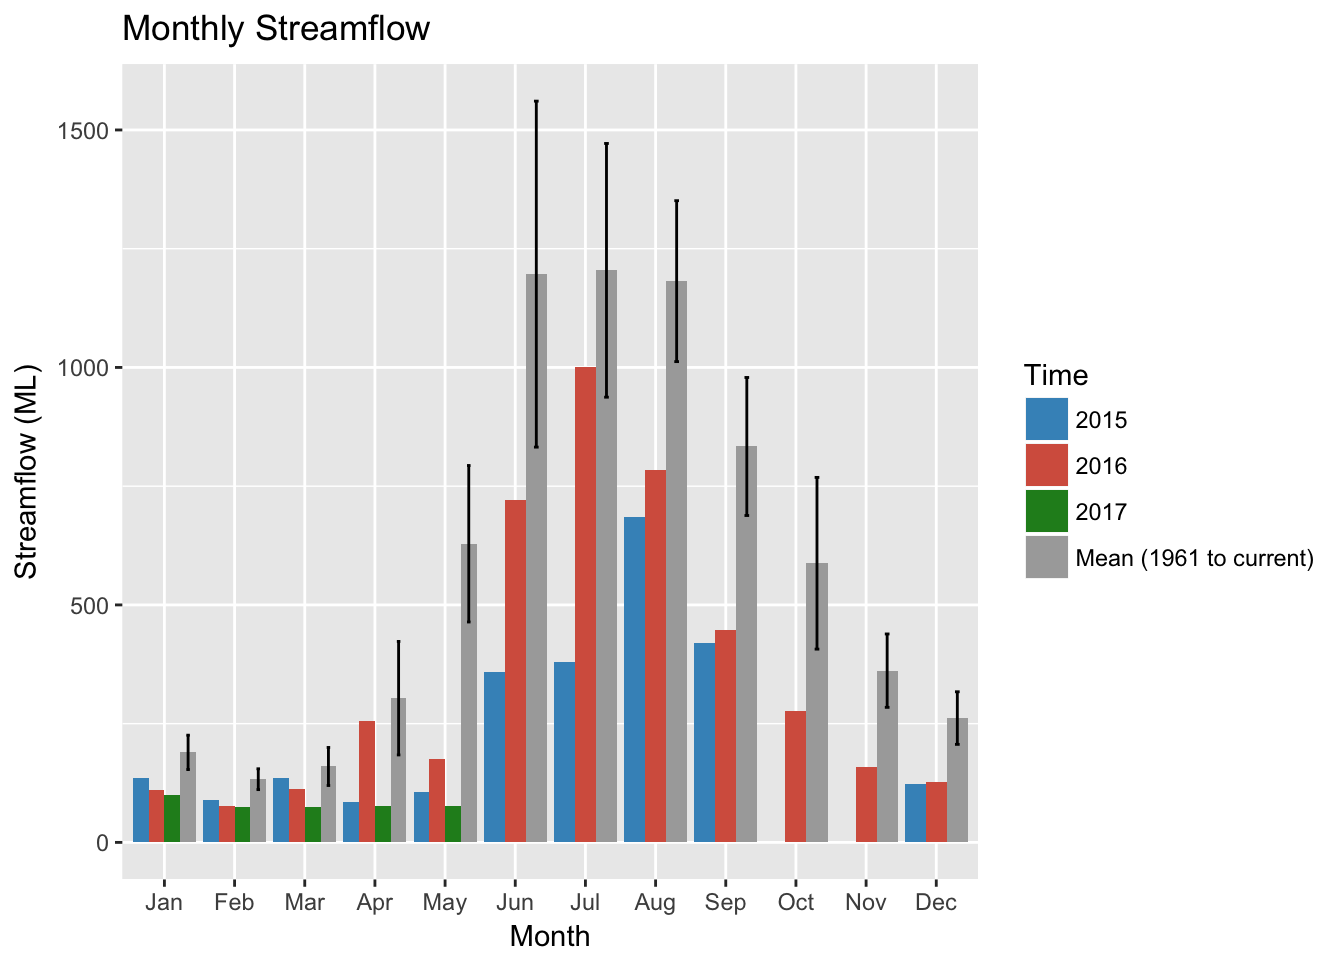 Monthly Streamflow
Streamflow (ML)
1500
1000
500
0
Jan Feb Mar Apr May Jun Jul Aug Sep Oct Nov Dec
Month
Time
2015
2016
2017
Mean (1961 to current)